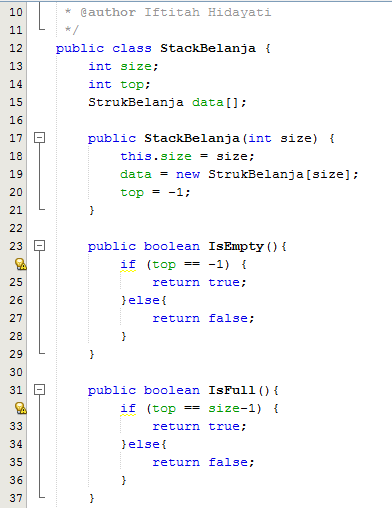 10 * @author Iftitah Hidayati
11 */
12 public class StackBelanja {
13 int size;
14 int top;
15 StrukBelanja data[];
16
17 public StackBelanja(int size) {
18 this.size = size;
19 data = new StrukBelanja[size];
20 top = -1;
21 }
22
23 public boolean IsEmpty(){
if (top == -1) {
25 return true;
26 }else{
27 return false;
28 }
29 }
30
31 public boolean IsFull(){
if (top == size-1) {
33 return true;
34 }else{
35 return false;
36 }
37 }